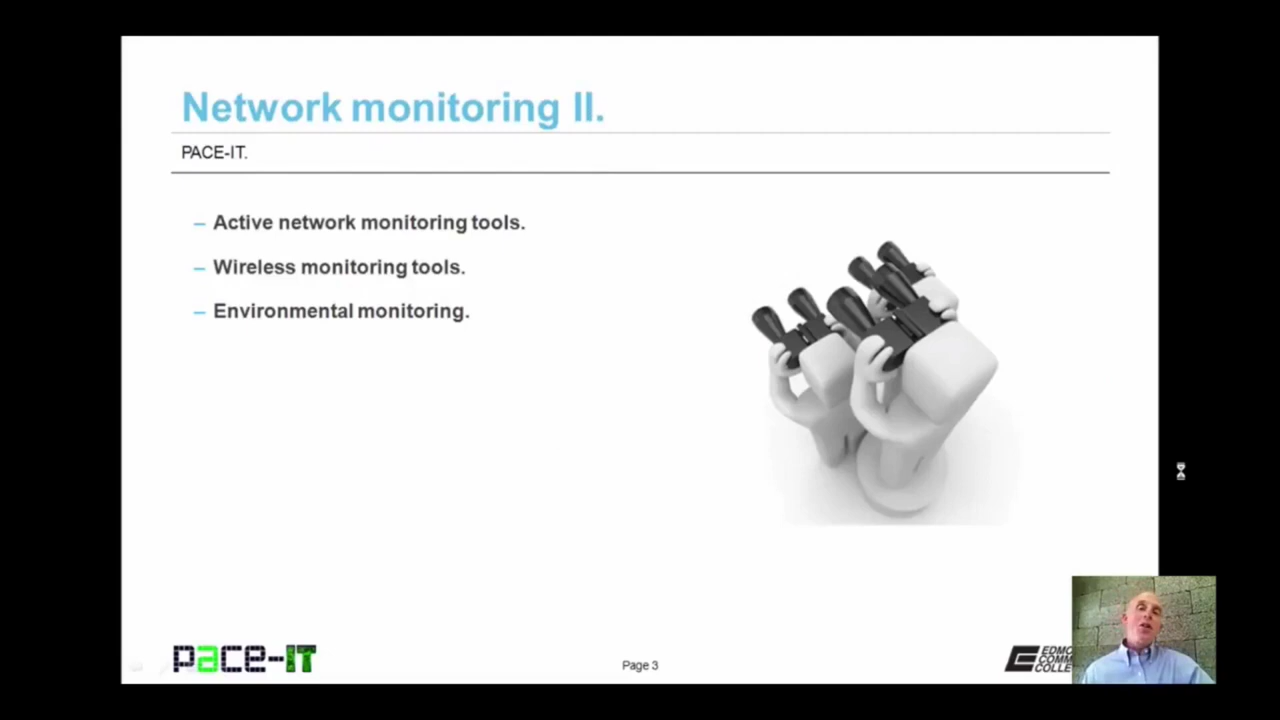 Network monitoring II.
PACE-IT.
– Active network monitoring tools.
– Wireless monitoring tools.
– Environmental monitoring.
pace-IT
Page 3